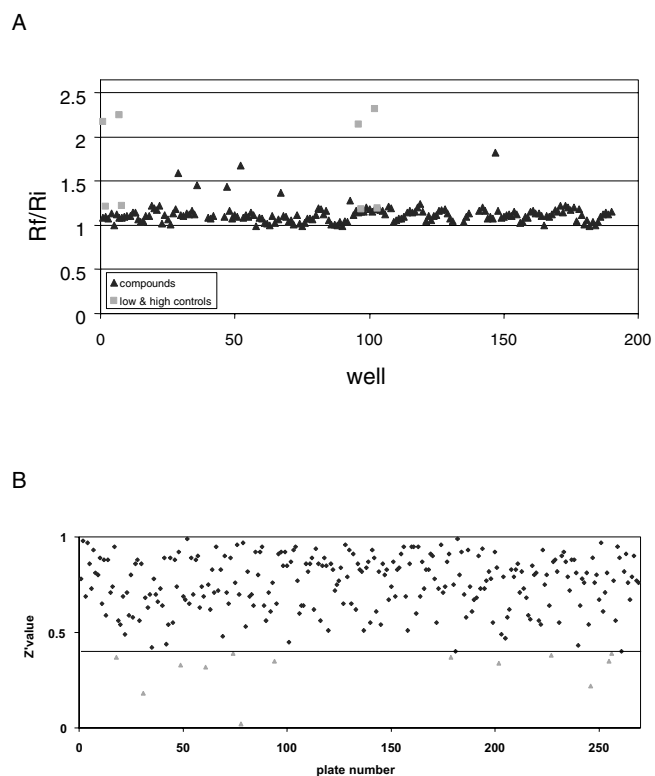 A
2.5
2
1.5
1
0.5
0
Rf/Ri
▲compounds
■low & high controls
0 50 100 150 200
well
B
1
0.5
0
Z'value
0 50 100 150 200 250
plate number